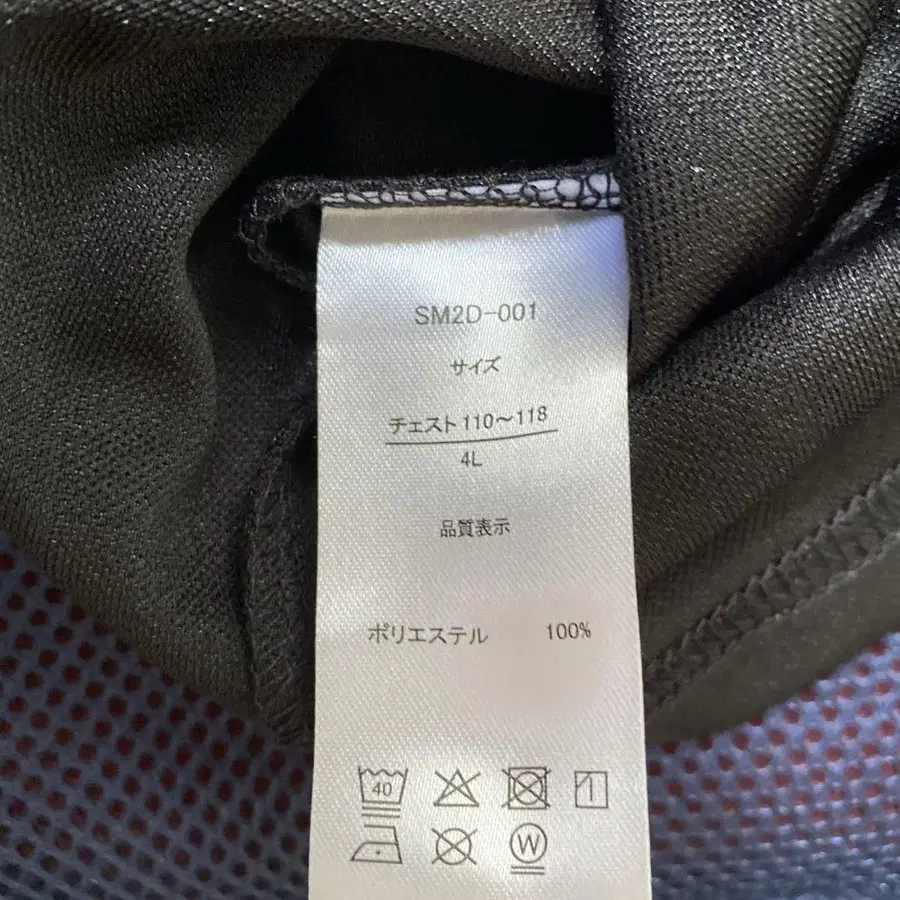 SM2D-001
サイズ
チェスト 110～118
4L
品質表示
ポリエステル 100%
40
W